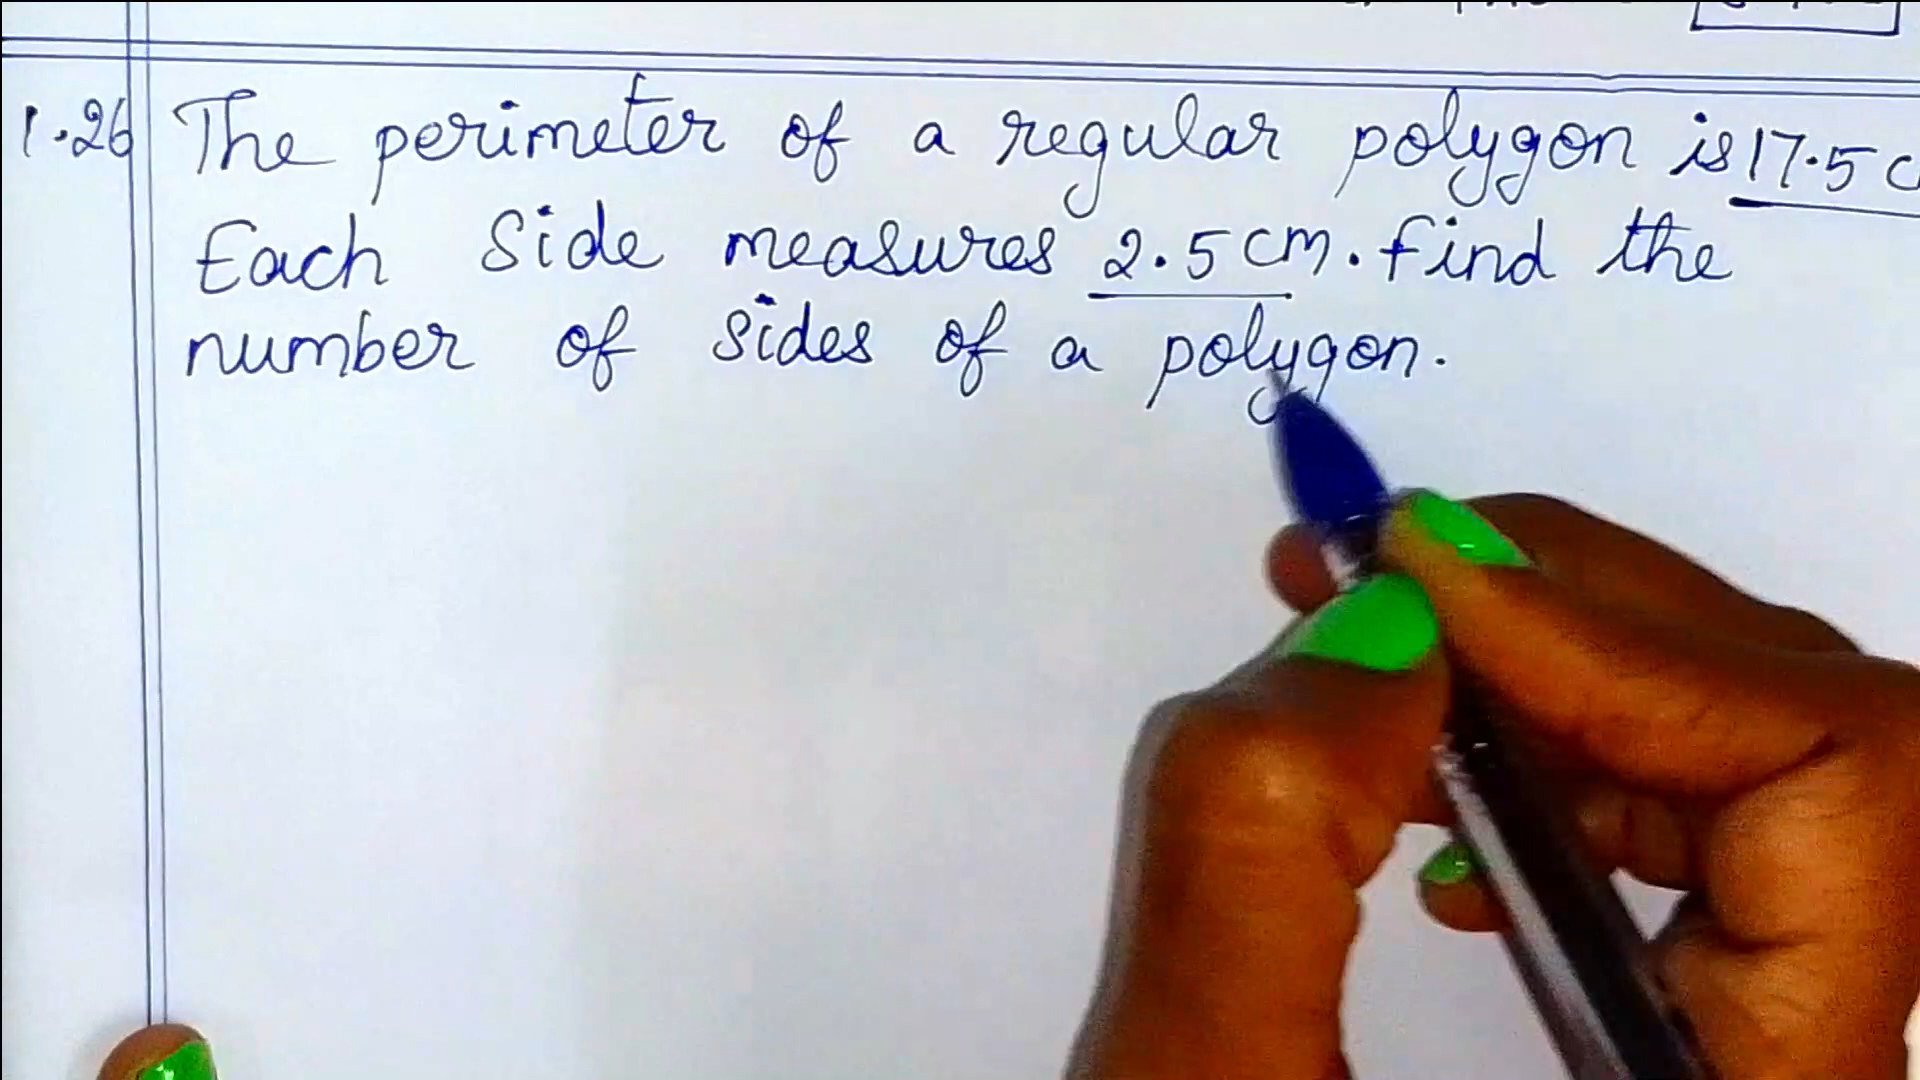 1.26 The perimeter of a regular polygon is 17.5 c
Each Side measures 2.5 cm. find the
number of sides of a polygon.